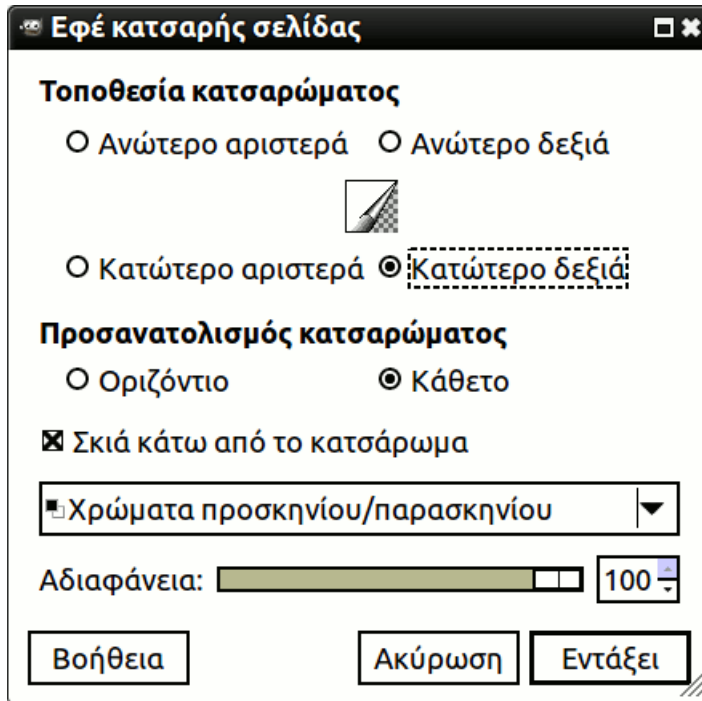 Εφέ κατσαρής σελίδας
Τοποθεσία κατσαρώματος
Ανώτερο αριστερά Ανώτερο δεξιά
Κατώτερο αριστερά Κατώτερο δεξιά
Προσανατολισμός κατσαρώματος
Οριζόντιο Κάθετο
Σκιά κάτω από το κατσάρωμα
Χρώματα προσκηνίου/παρασκηνίου
Αδιαφάνεια: 100
Βοήθεια Ακύρωση Εντάξει